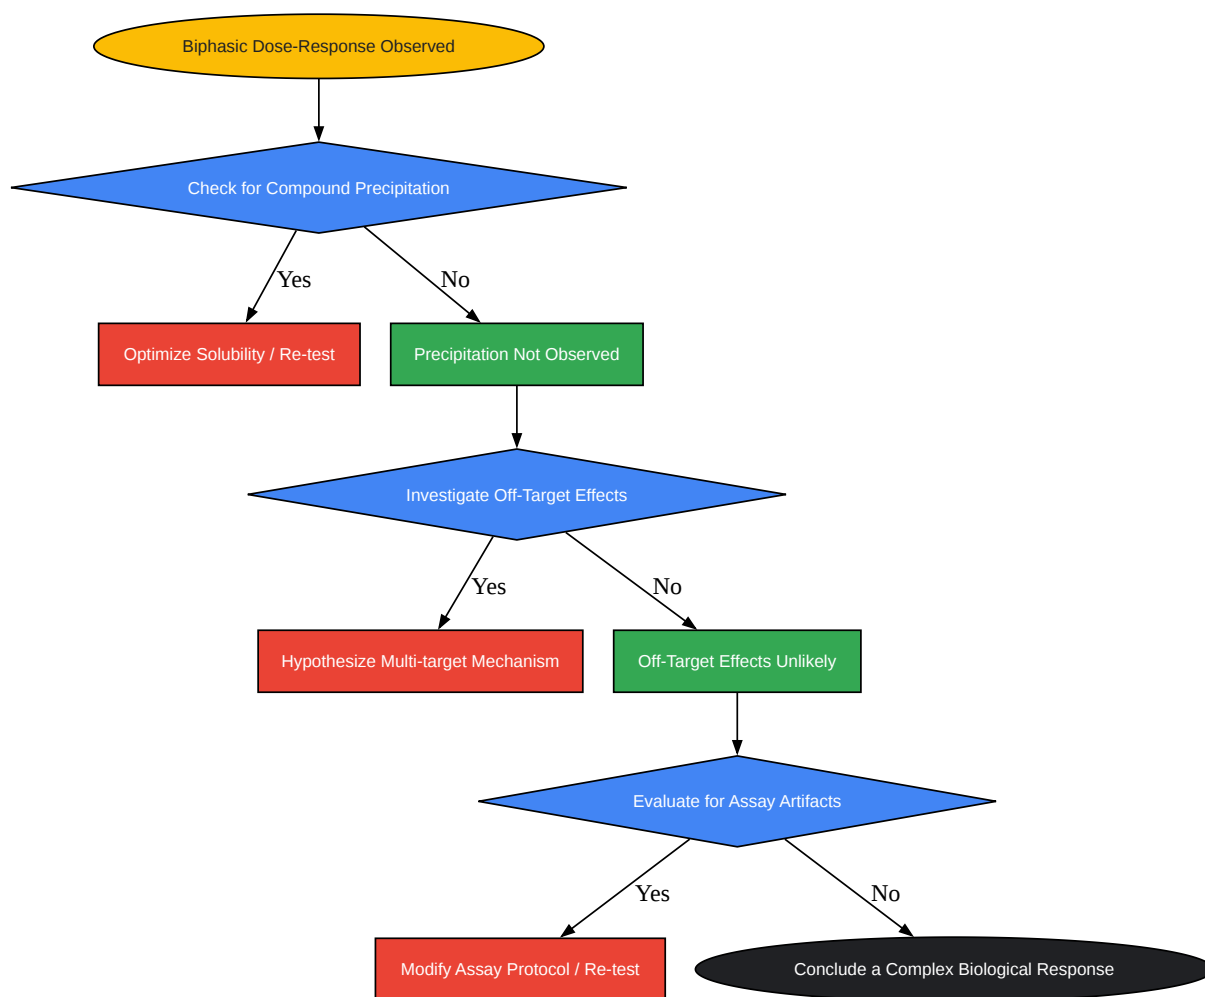 Biphasic Dose-Response Observed
Check for Compound Precipitation
Yes
No
Optimize Solubility / Re-test
Precipitation Not Observed
Investigate Off-Target Effects
Yes
No
Hypothesize Multi-target Mechanism
Off-Target Effects Unlikely
Evaluate for Assay Artifacts
Yes
No
Modify Assay Protocol / Re-test
Conclude a Complex Biological Response